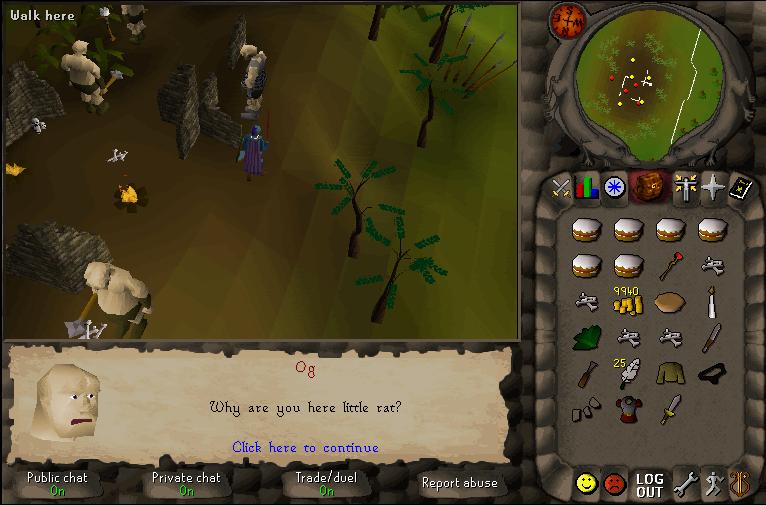 Walk here
9940
25
Og
Why are you here little rat?
Click here to continue
Public chat
On
Private chat
On
Trade/duel
On
Report abuse
LOG
OUT